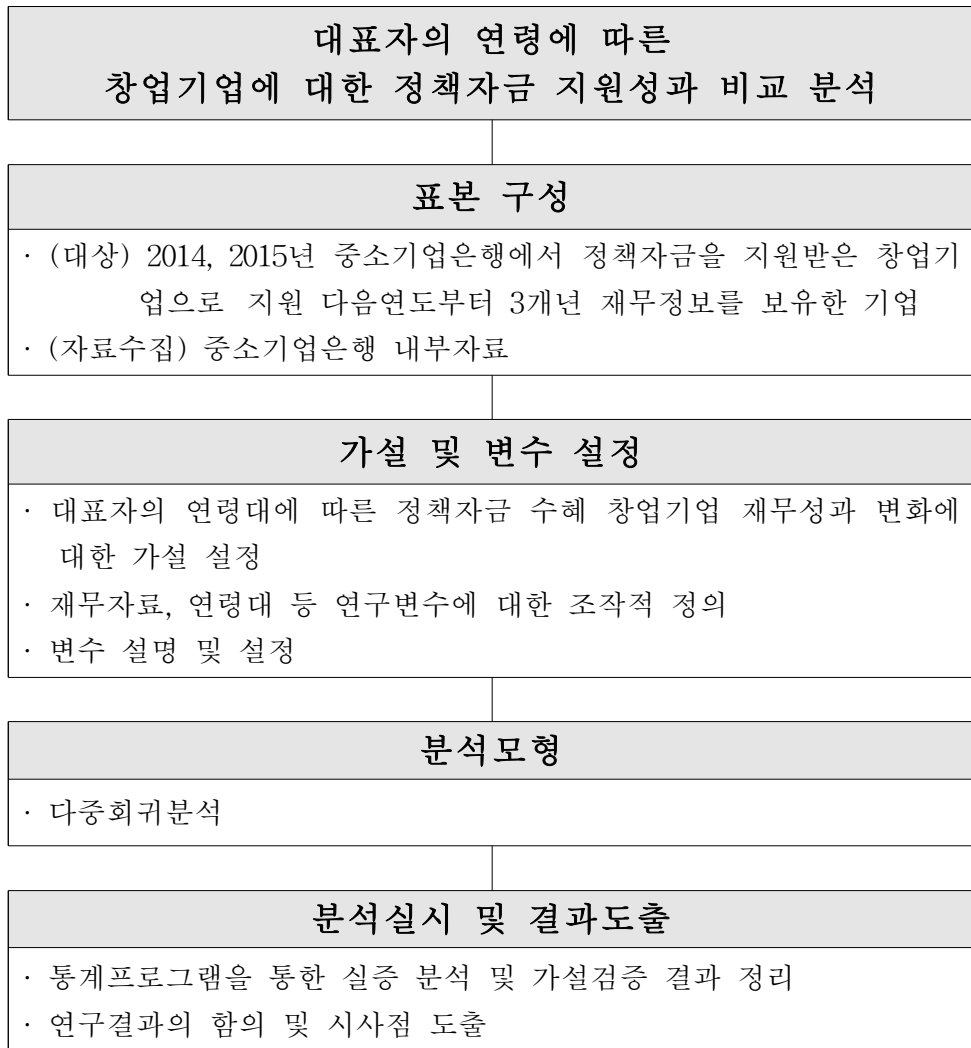 대표자의 연령에 따른
창업기업에 대한 정책자금 지원성과 비교 분석
표본 구성
· (대상) 2014, 2015년 중소기업은행에서 정책자금을 지원받은 창업기
업으로 지원 다음연도부터 3개년 재무정보를 보유한 기업
· (자료수집) 중소기업은행 내부자료
가설 및 변수 설정
· 대표자의 연령대에 따른 정책자금 수혜 창업기업 재무성과 변화에
대한 가설 설정
· 재무자료, 연령대 등 연구변수에 대한 조작적 정의
· 변수 설명 및 설정
분석모형
· 다중회귀분석
분석실시 및 결과도출
· 통계프로그램을 통한 실증 분석 및 가설검증 결과 정리
· 연구결과의 함의 및 시사점 도출